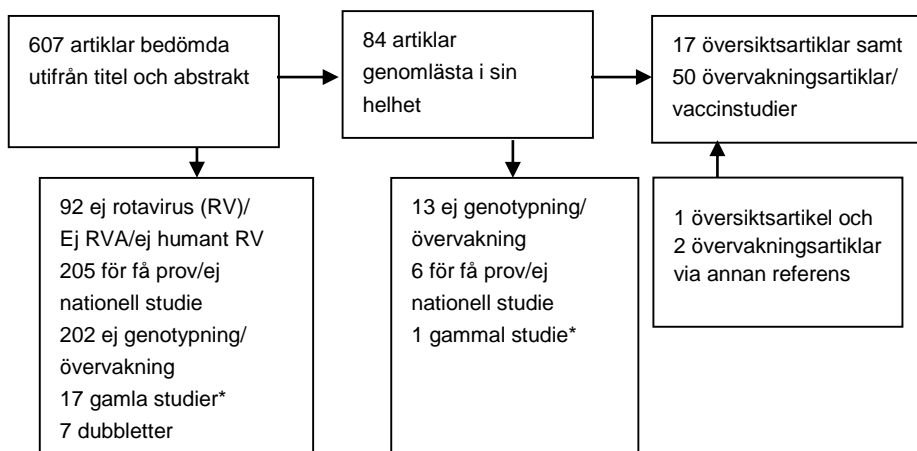 607 artiklar bedömda
utifrån titel och abstrakt
84 artiklar
genomlästa i sin
helhet
17 översiktsartiklar samt
50 övervakningsartiklar/
vaccinstudier
92 ej rotavirus (RV)/
Ej RVA/ej humant RV
205 för få prov/ej
nationell studie
202 ej genotypning/
övervakning
17 gamla studier*
7 dubbletter
13 ej genotypning/
övervakning
6 för få prov/ej
nationell studie
1 gammal studie*
1 översiktsartikel och
2 övervakningsartiklar
via annan referens